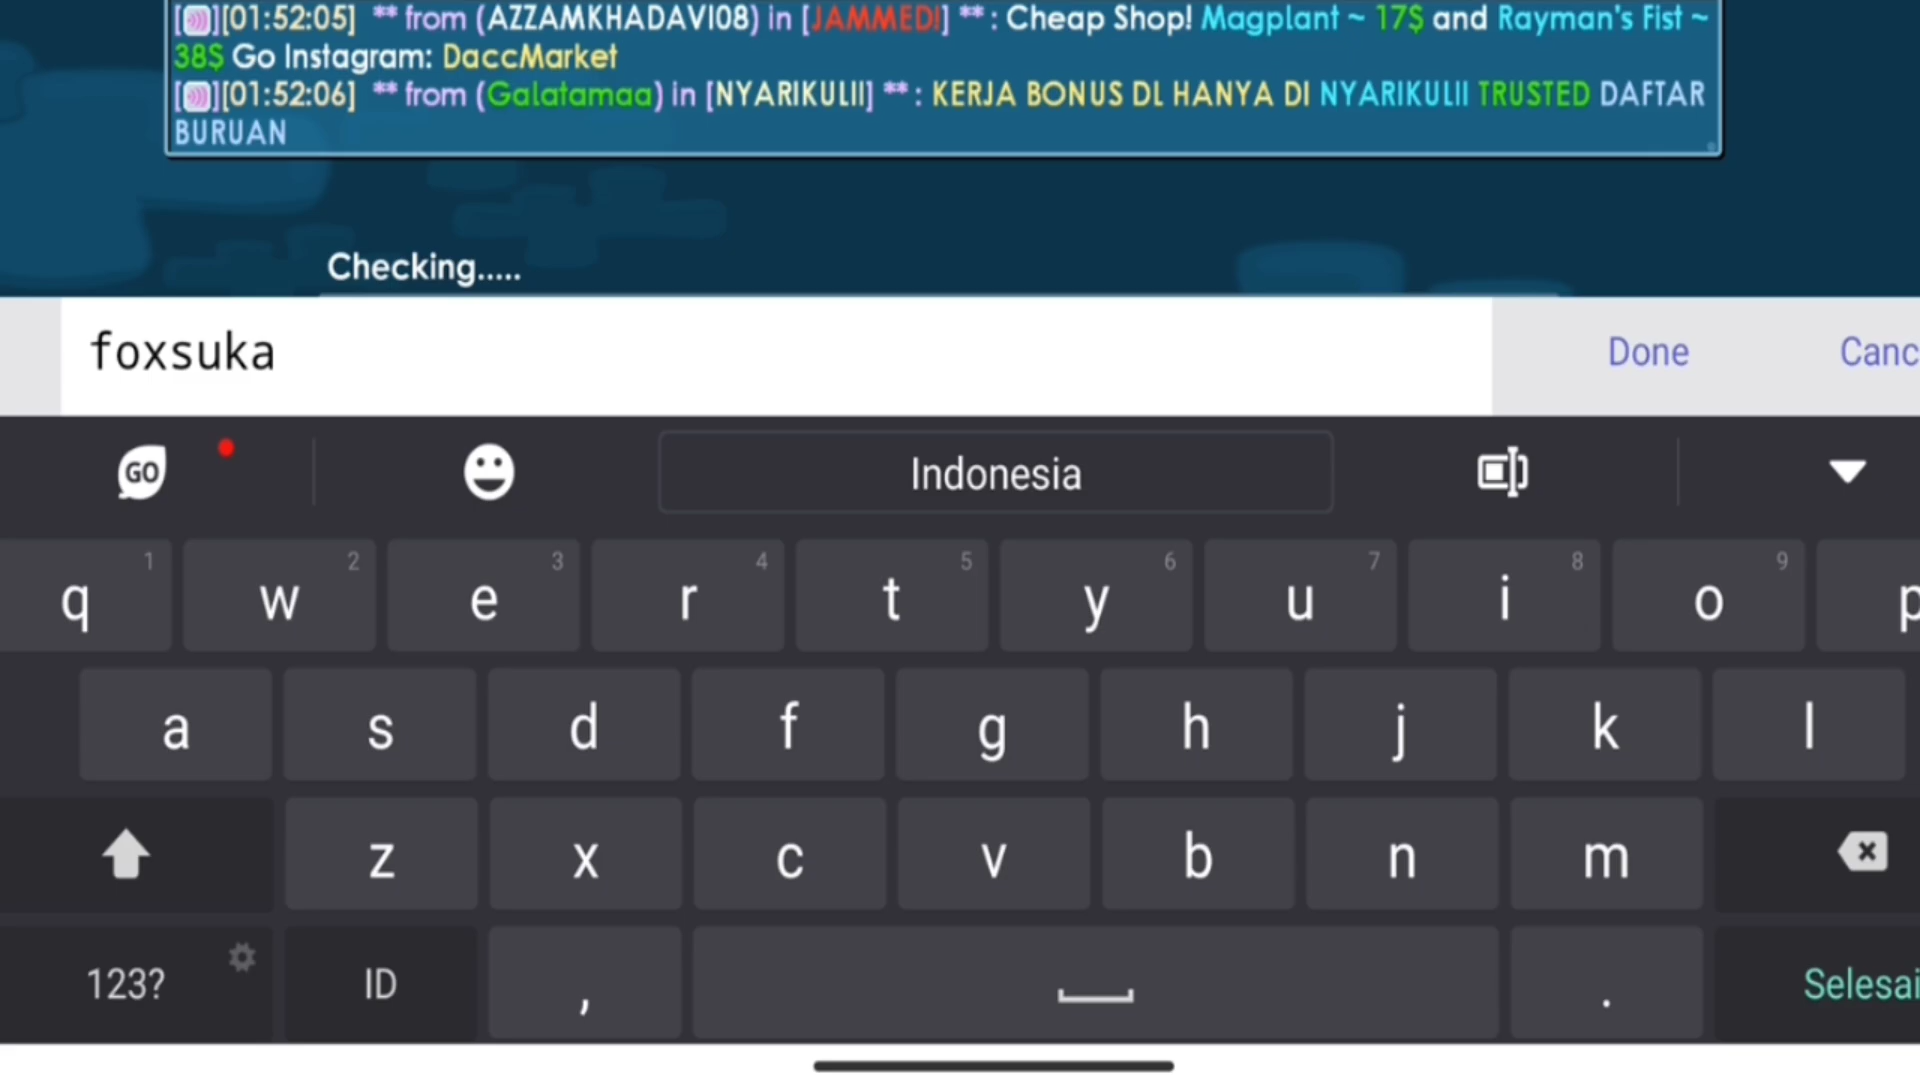 [][01:52:05] ** from (AZZAMKHADAVI08) in [JAMMED!] ** : Cheap Shop! Magplant ~ 17$ and Rayman's Fist ~
38$ Go Instagram: DaccMarket
[][01:52:06] ** from (Galatamaa) in [NYARIKULII] ** : KERJA BONUS DL HANYA DI NYARIKULII TRUSTED DAFTAR
BURUAN
Checking.....
foxsuka Done Canc
GO Indonesia
1 2 3 4 5 6 7 8 9
q w e r t y u i o p
a s d f g h j k l
z x c v b n m
123? ID , . Selesai